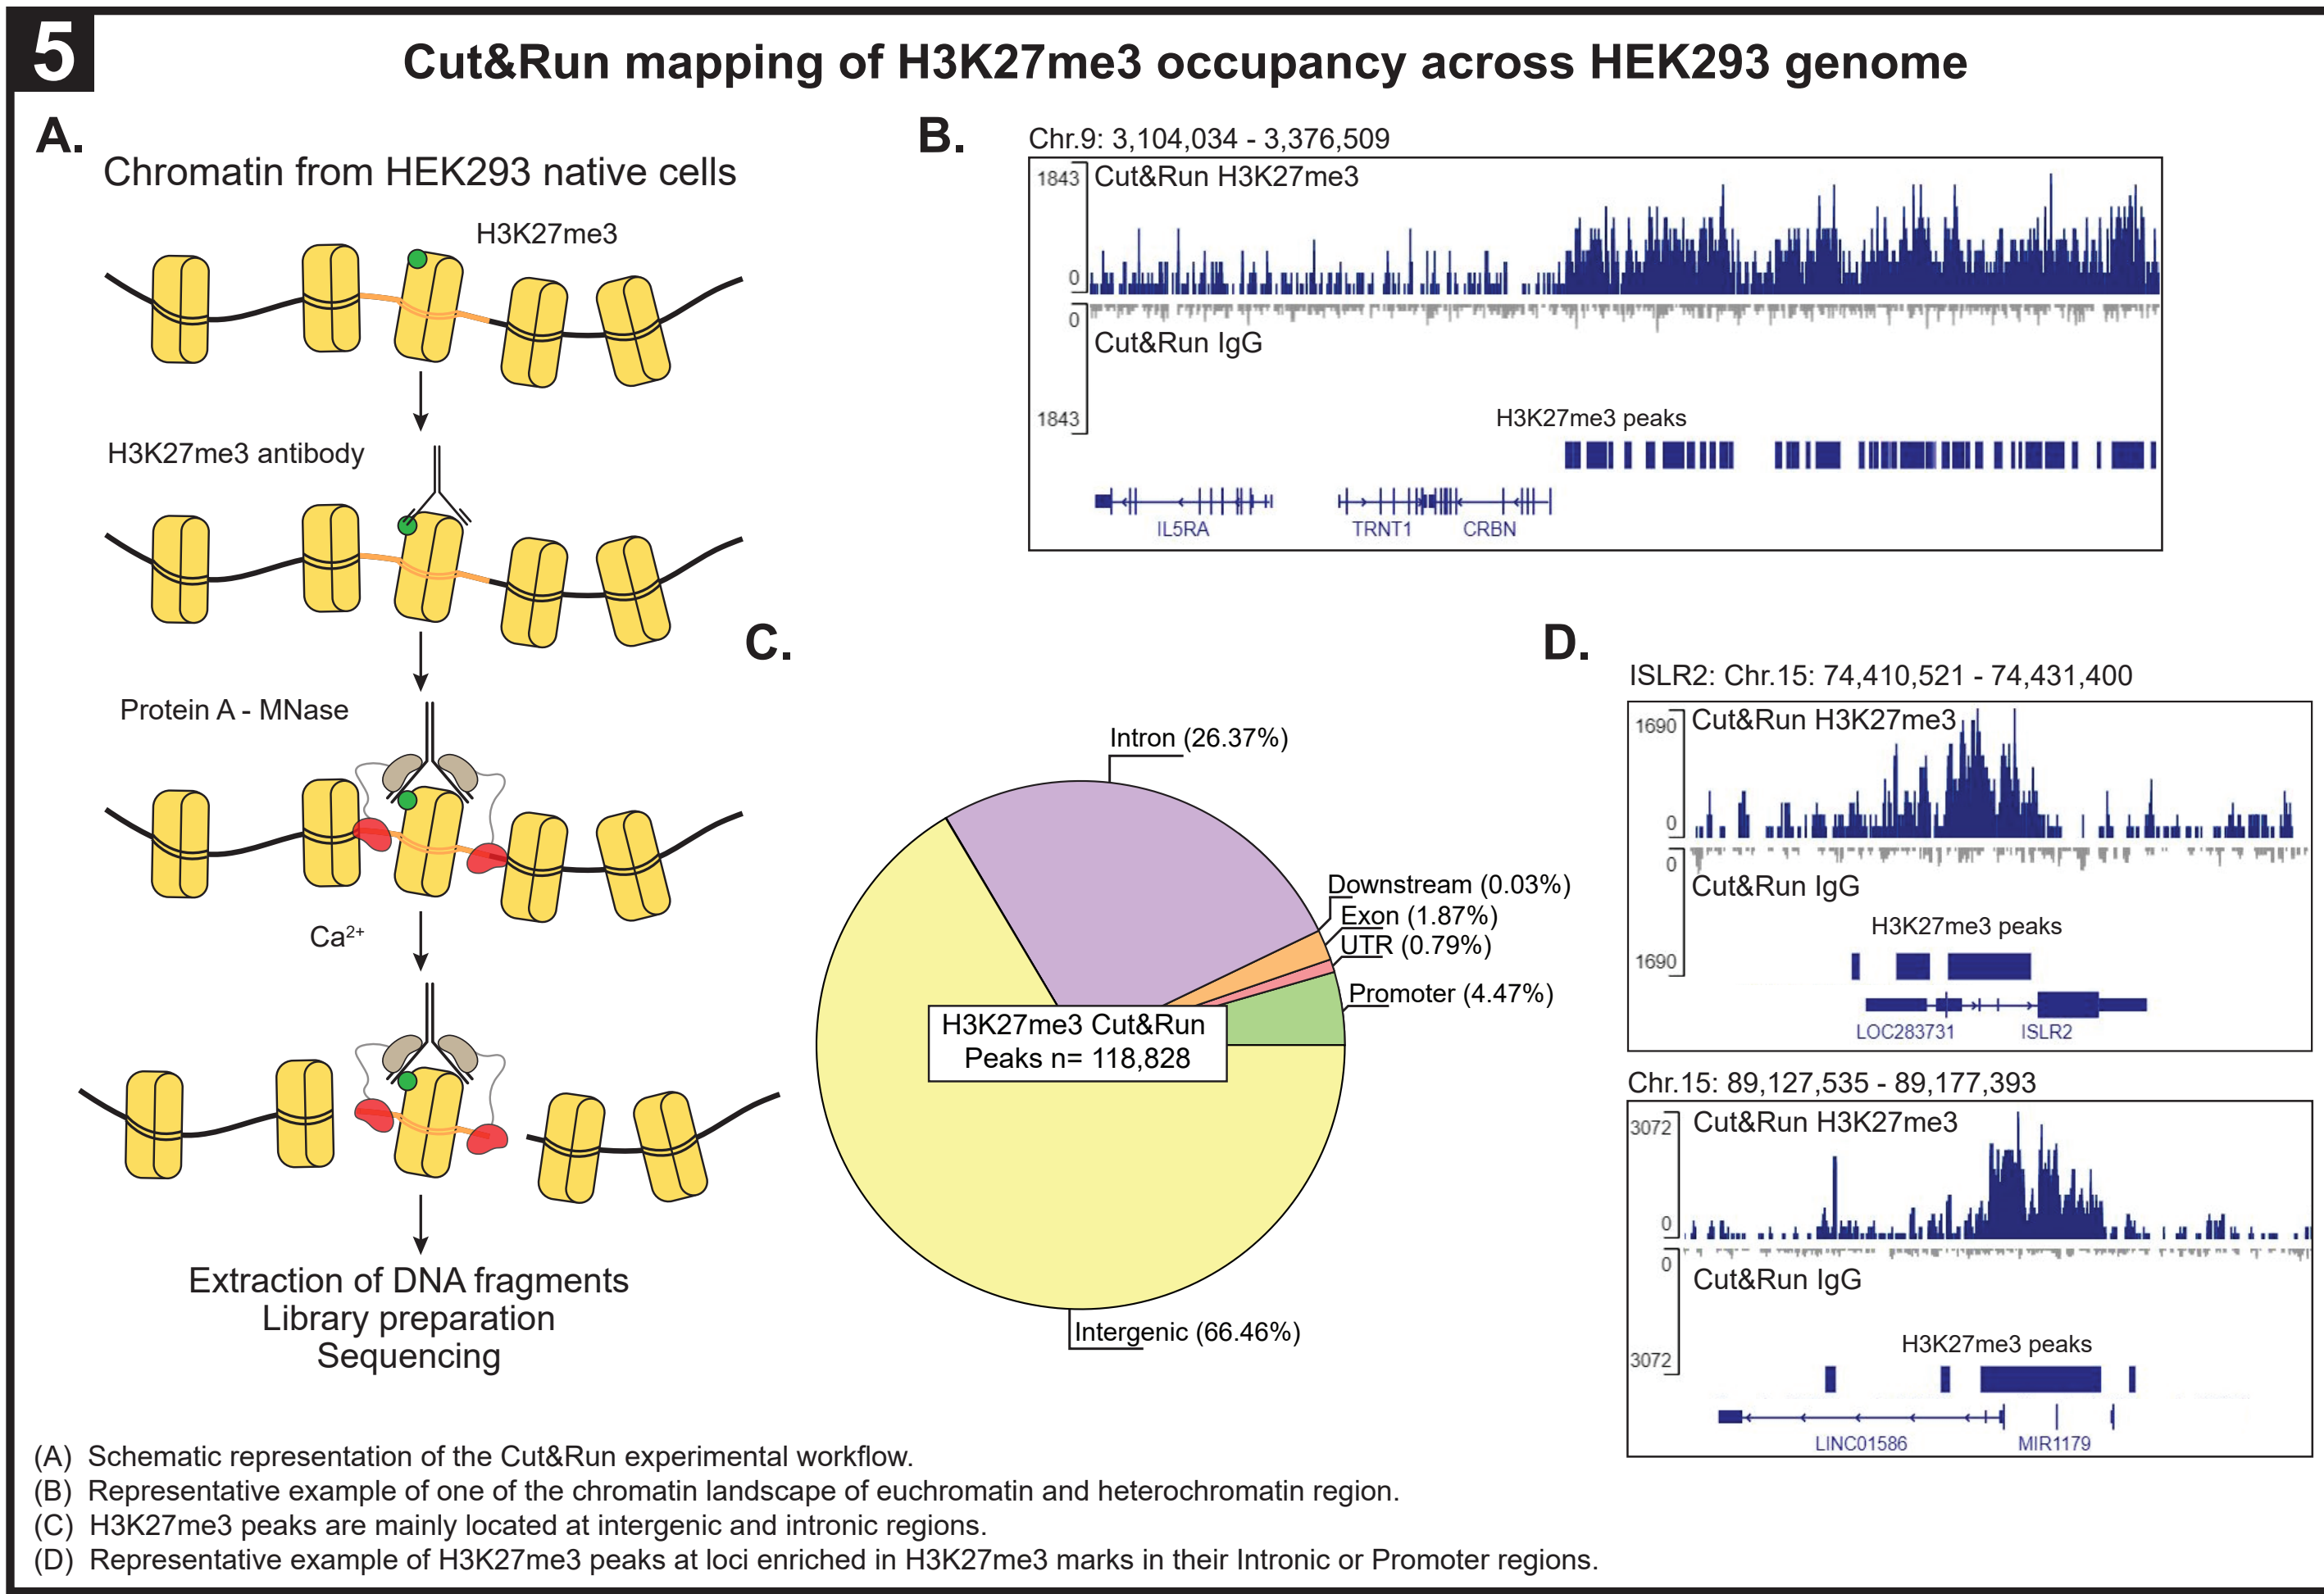 5
Cut&Run mapping of H3K27me3 occupancy across HEK293 genome
A.
Chromatin from HEK293 native cells
H3K27me3
H3K27me3 antibody
Protein A - MNase
Ca²⁺
Extraction of DNA fragments
Library preparation
Sequencing
B.
Chr.9: 3,104,034 - 3,376,509
1843
Cut&Run H3K27me3
0
0
Cut&Run IgG
1843
H3K27me3 peaks
IL5RA
TRNT1
CRBN
C.
Intron (26.37%)
Downstream (0.03%)
Exon (1.87%)
UTR (0.79%)
Promoter (4.47%)
H3K27me3 Cut&Run
Peaks n= 118,828
Intergenic (66.46%)
D.
ISLR2: Chr.15: 74,410,521 - 74,431,400
1690
Cut&Run H3K27me3
0
0
Cut&Run IgG
H3K27me3 peaks
1690
LOC283731
ISLR2
Chr.15: 89,127,535 - 89,177,393
3072
Cut&Run H3K27me3
0
0
Cut&Run IgG
H3K27me3 peaks
3072
LINC01586
MIR1179
(A) Schematic representation of the Cut&Run experimental workflow.
(B) Representative example of one of the chromatin landscape of euchromatin and heterochromatin region.
(C) H3K27me3 peaks are mainly located at intergenic and intronic regions.
(D) Representative example of H3K27me3 peaks at loci enriched in H3K27me3 marks in their Intronic or Promoter regions.